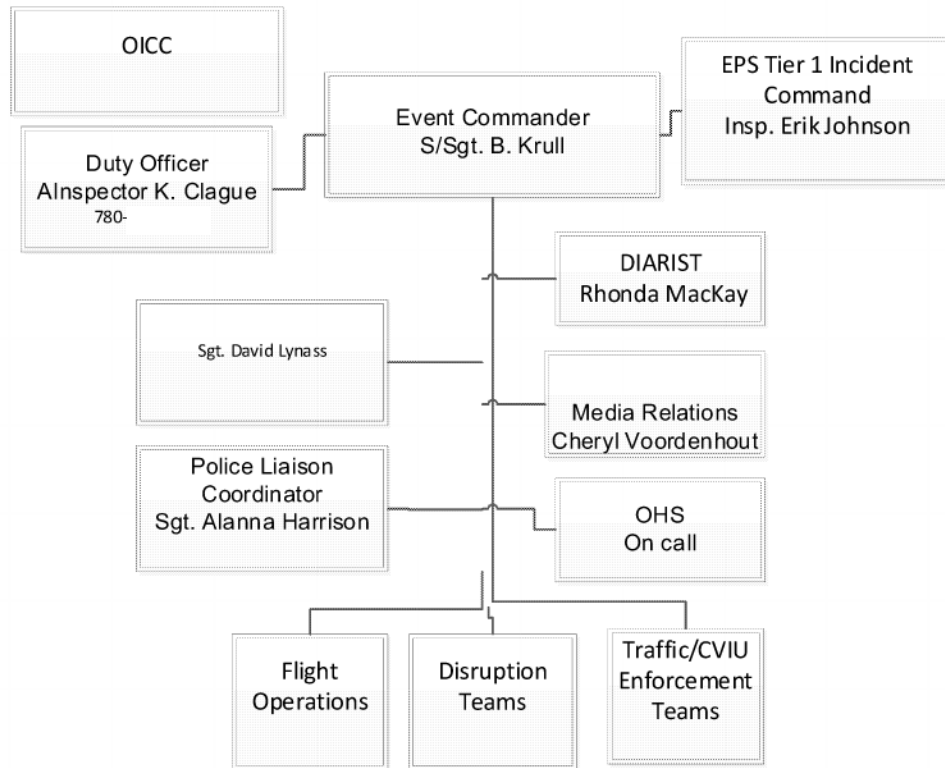 OICC
EPS Tier 1 Incident
Command
Insp. Erik Johnson
Event Commander
S/Sgt. B. Krull
Duty Officer
AInspector K. Clague
780-
DIARIST
Rhonda MacKay
Sgt. David Lynass
Media Relations
Cheryl Voordenhout
Police Liaison
Coordinator
Sgt. Alanna Harrison
OHS
On call
Flight
Operations
Disruption
Teams
Traffic/CVIU
Enforcement
Teams